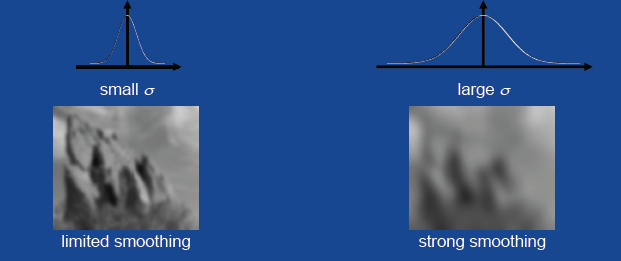 small σ
large σ
limited smoothing
strong smoothing